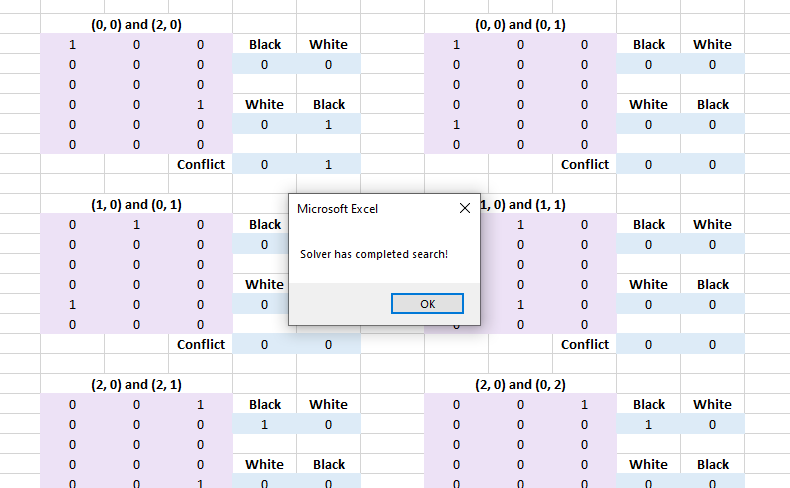 (0, 0) and (2, 0) (0, 0) and (0, 1)
1 0 0 Black White 1 0 0 Black White
0 0 0 0 0 0 0 0 0 0
0 0 0 0 0 0
0 0 1 White Black 0 0 0 White Black
0 0 0 0 1 1 0 0 0 0
0 0 0 0 0 0
Conflict 0 1 Conflict 0 0
(1, 0) and (0, 1) 1, 0) and (1, 1)
0 1 0 Black 1 0 Black White
0 0 0 0 0 0 0 0
0 0 0 0 0
0 0 0 White 0 0 White Black
1 0 0 0 1 0 0 0
0 0 0 0 0
Conflict 0 0 Conflict 0 0
Microsoft Excel
Solver has completed search!
OK
(2, 0) and (2, 1) (2, 0) and (0, 2)
0 0 1 Black White 0 0 1 Black White
0 0 0 1 0 0 0 0 1 0
0 0 0 0 0 0
0 0 0 White Black 0 0 0 White Black
0 0 1 0 0 0 0 0 0 0